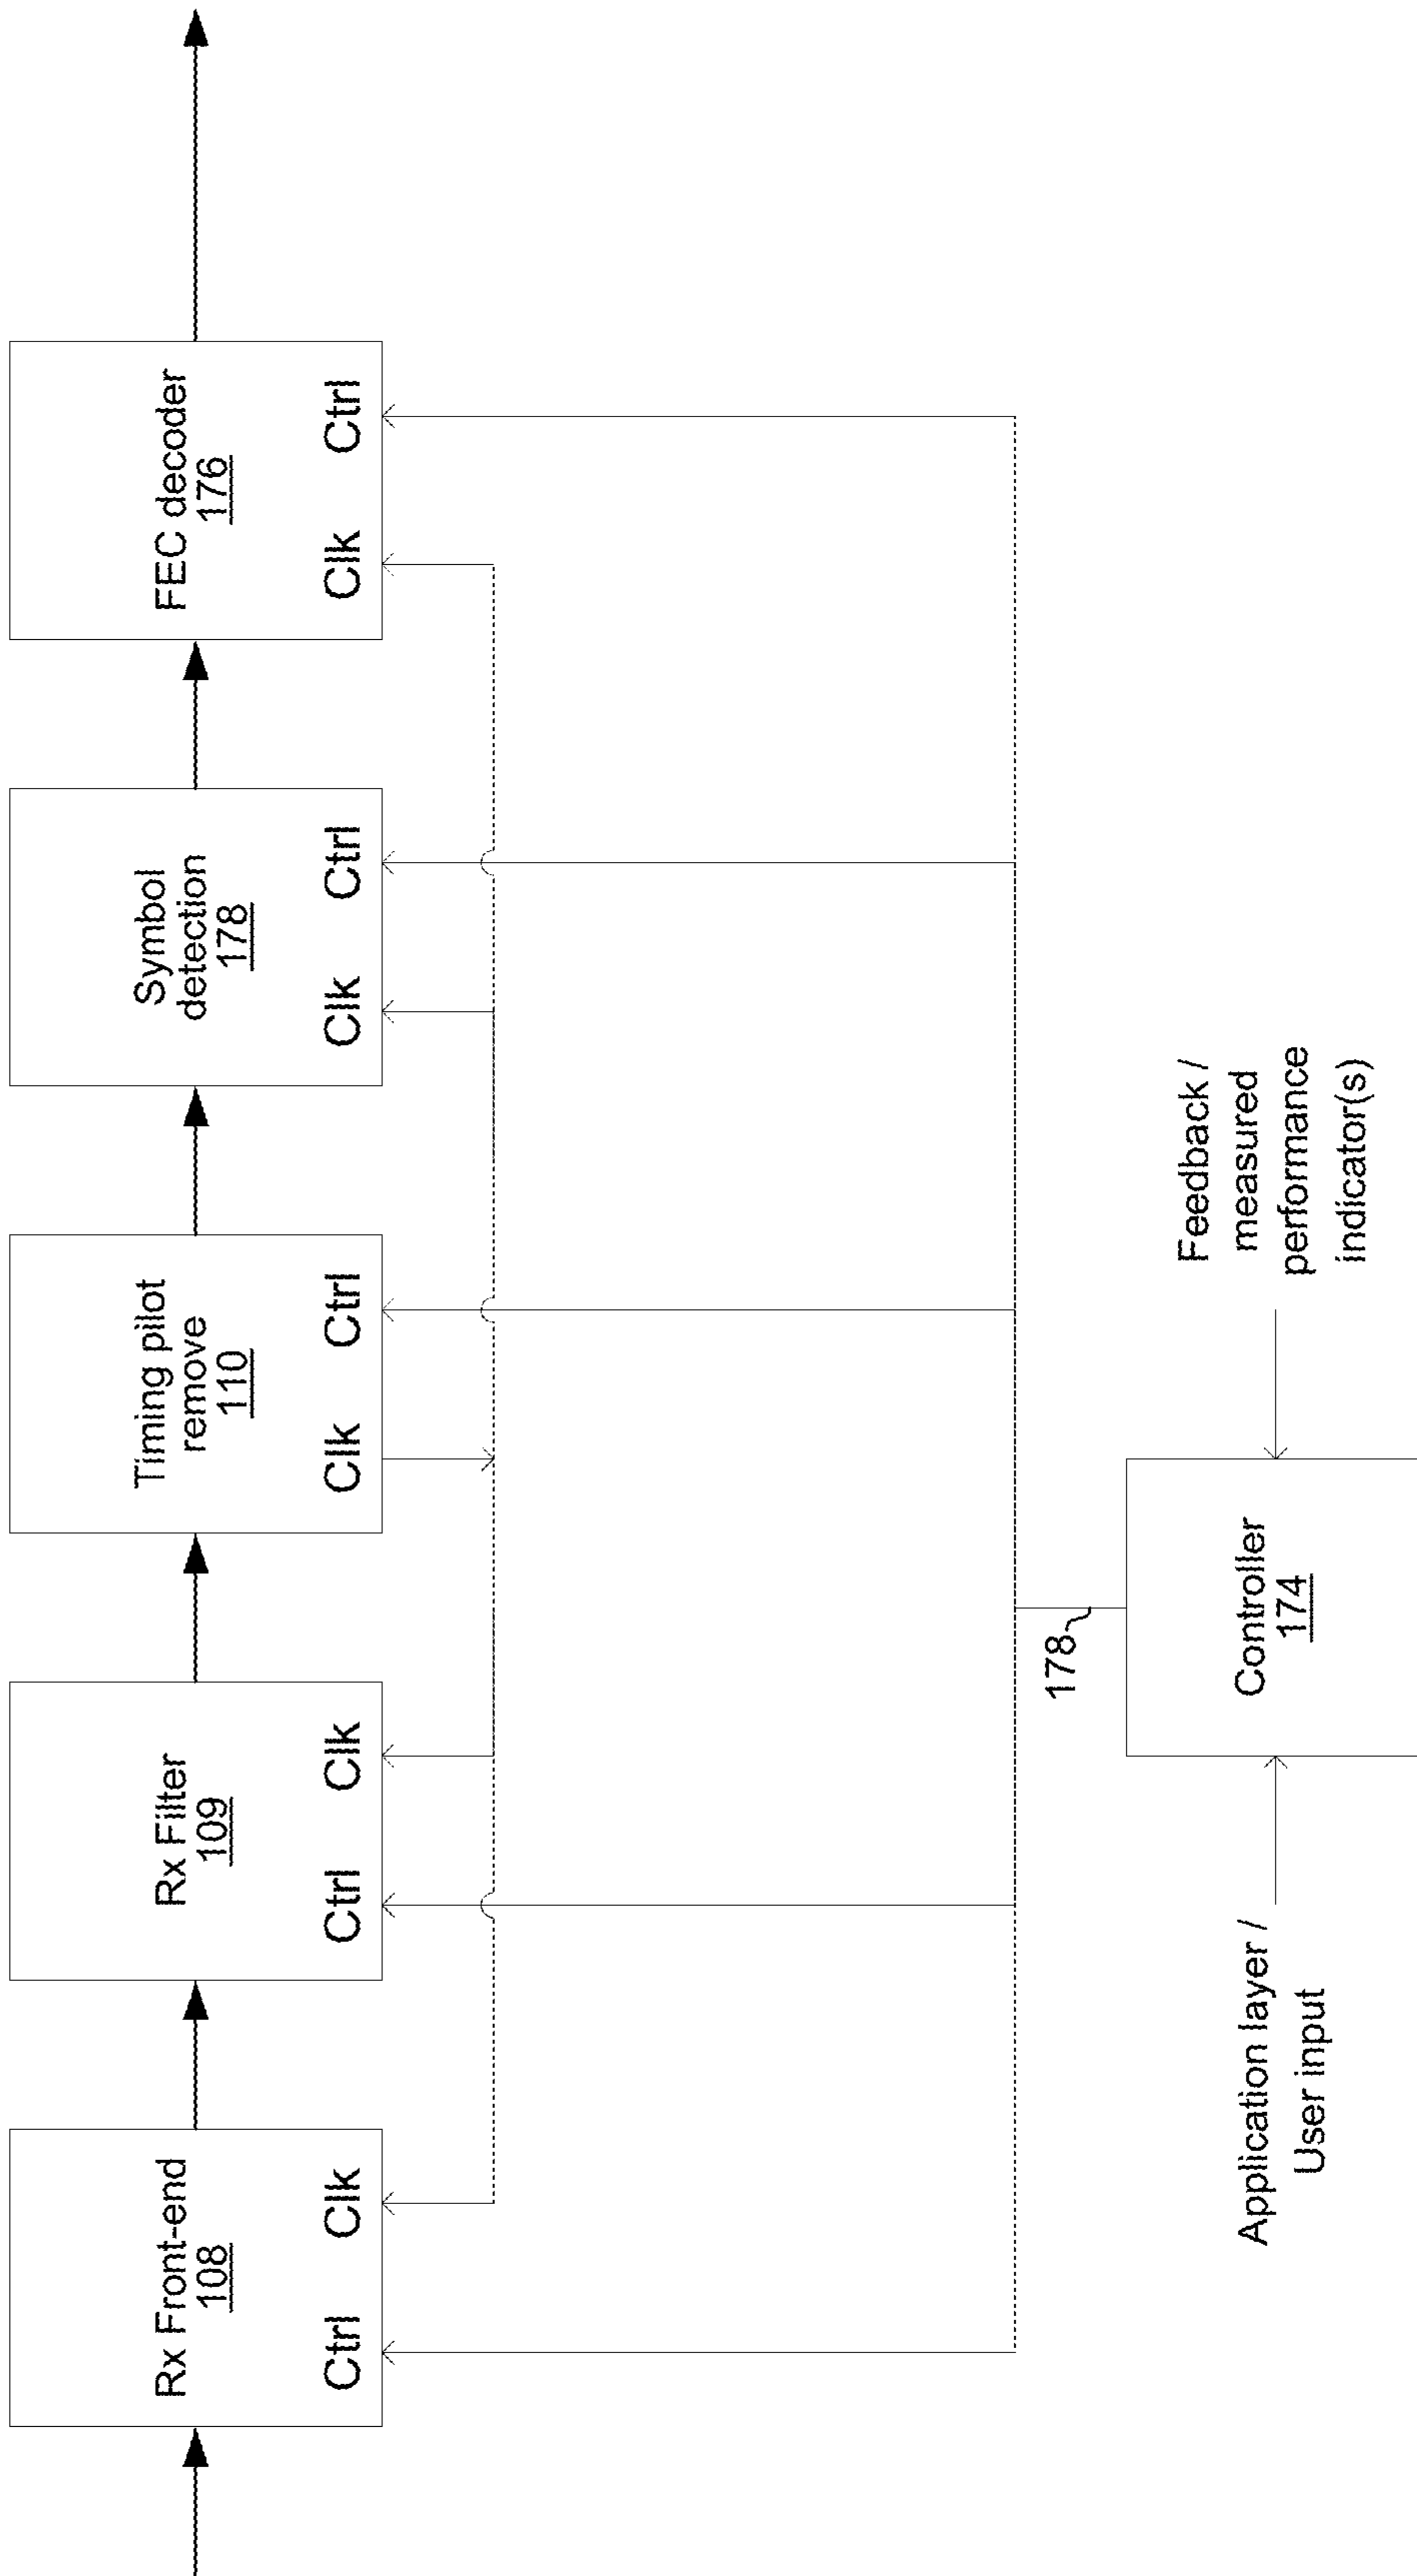 Rx Front-end
108
Ctrl
Clk
Rx Filter
109
Ctrl
Clk
Timing pilot
remove
110
Clk
Ctrl
Symbol
detection
178
Clk
Ctrl
FEC decoder
176
Clk
Ctrl
178
Application layer /
User input
Controller
174
Feedback /
measured
performance
indicator(s)